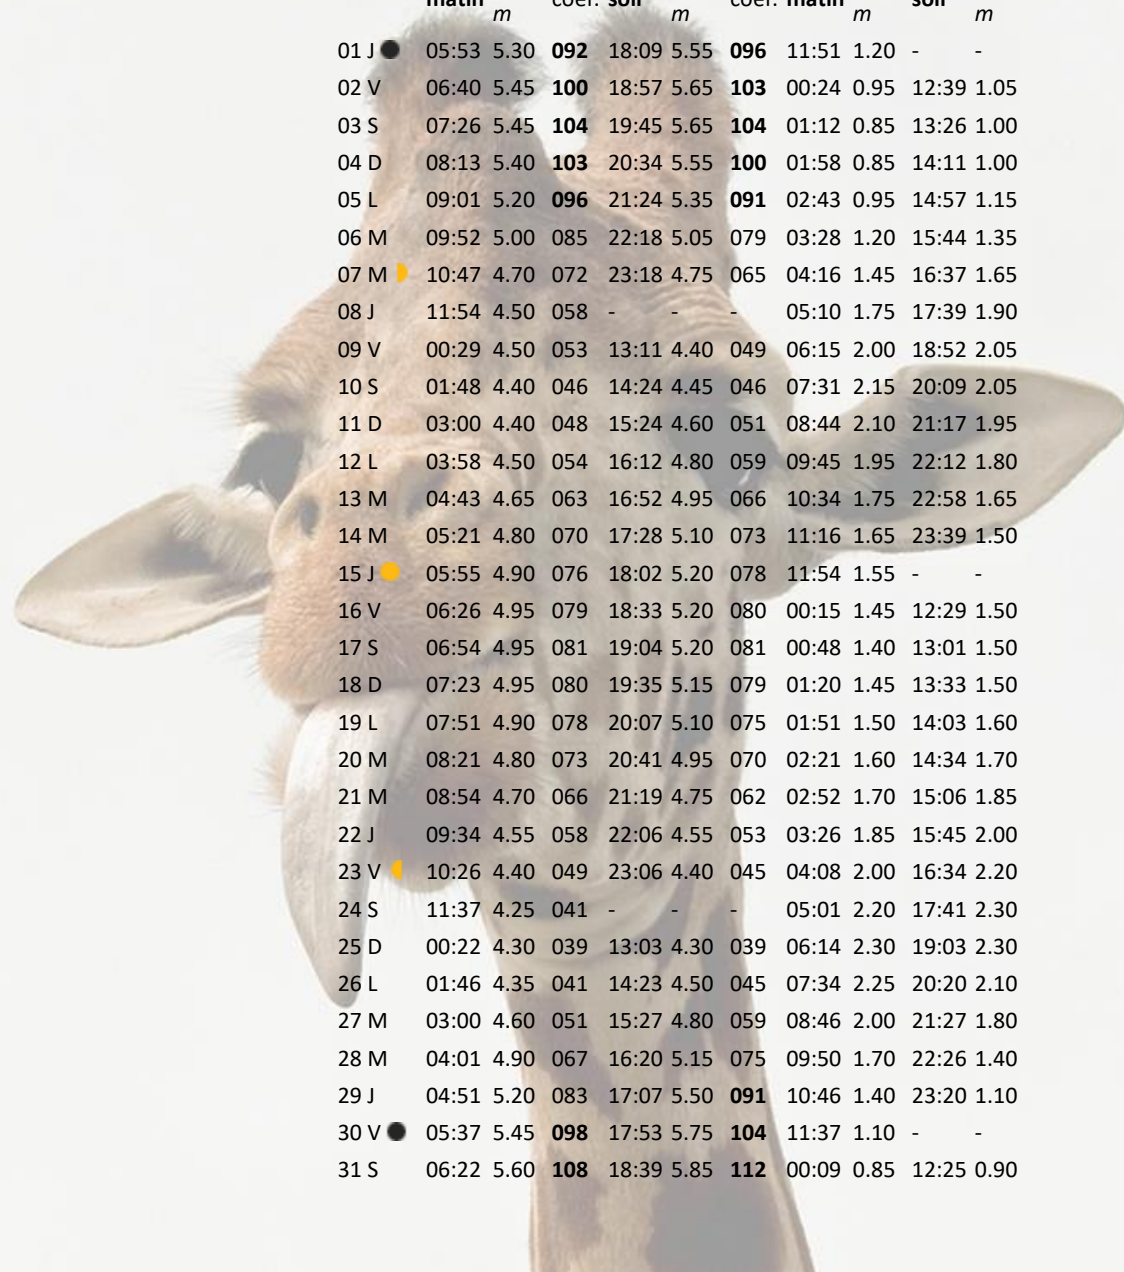 matin m coef. soir m coef. matin m soir m
01 J 05:53 5.30 092 18:09 5.55 096 11:51 1.20 - -
02 V 06:40 5.45 100 18:57 5.65 103 00:24 0.95 12:39 1.05
03 S 07:26 5.45 104 19:45 5.65 104 01:12 0.85 13:26 1.00
04 D 08:13 5.40 103 20:34 5.55 100 01:58 0.85 14:11 1.00
05 L 09:01 5.20 096 21:24 5.35 091 02:43 0.95 14:57 1.15
06 M 09:52 5.00 085 22:18 5.05 079 03:28 1.20 15:44 1.35
07 M 10:47 4.70 072 23:18 4.75 065 04:16 1.45 16:37 1.65
08 J 11:54 4.50 058 - - - 05:10 1.75 17:39 1.90
09 V 00:29 4.50 053 13:11 4.40 049 06:15 2.00 18:52 2.05
10 S 01:48 4.40 046 14:24 4.45 046 07:31 2.15 20:09 2.05
11 D 03:00 4.40 048 15:24 4.60 051 08:44 2.10 21:17 1.95
12 L 03:58 4.50 054 16:12 4.80 059 09:45 1.95 22:12 1.80
13 M 04:43 4.65 063 16:52 4.95 066 10:34 1.75 22:58 1.65
14 M 05:21 4.80 070 17:28 5.10 073 11:16 1.65 23:39 1.50
15 J 05:55 4.90 076 18:02 5.20 078 11:54 1.55 - -
16 V 06:26 4.95 079 18:33 5.20 080 00:15 1.45 12:29 1.50
17 S 06:54 4.95 081 19:04 5.20 081 00:48 1.40 13:01 1.50
18 D 07:23 4.95 080 19:35 5.15 079 01:20 1.45 13:33 1.50
19 L 07:51 4.90 078 20:07 5.10 075 01:51 1.50 14:03 1.60
20 M 08:21 4.80 073 20:41 4.95 070 02:21 1.60 14:34 1.70
21 M 08:54 4.70 066 21:19 4.75 062 02:52 1.70 15:06 1.85
22 J 09:34 4.55 058 22:06 4.55 053 03:26 1.85 15:45 2.00
23 V 10:26 4.40 049 23:06 4.40 045 04:08 2.00 16:34 2.20
24 S 11:37 4.25 041 - - - 05:01 2.20 17:41 2.30
25 D 00:22 4.30 039 13:03 4.30 039 06:14 2.30 19:03 2.30
26 L 01:46 4.35 041 14:23 4.50 045 07:34 2.25 20:20 2.10
27 M 03:00 4.60 051 15:27 4.80 059 08:46 2.00 21:27 1.80
28 M 04:01 4.90 067 16:20 5.15 075 09:50 1.70 22:26 1.40
29 J 04:51 5.20 083 17:07 5.50 091 10:46 1.40 23:20 1.10
30 V 05:37 5.45 098 17:53 5.75 104 11:37 1.10 - -
31 S 06:22 5.60 108 18:39 5.85 112 00:09 0.85 12:25 0.90